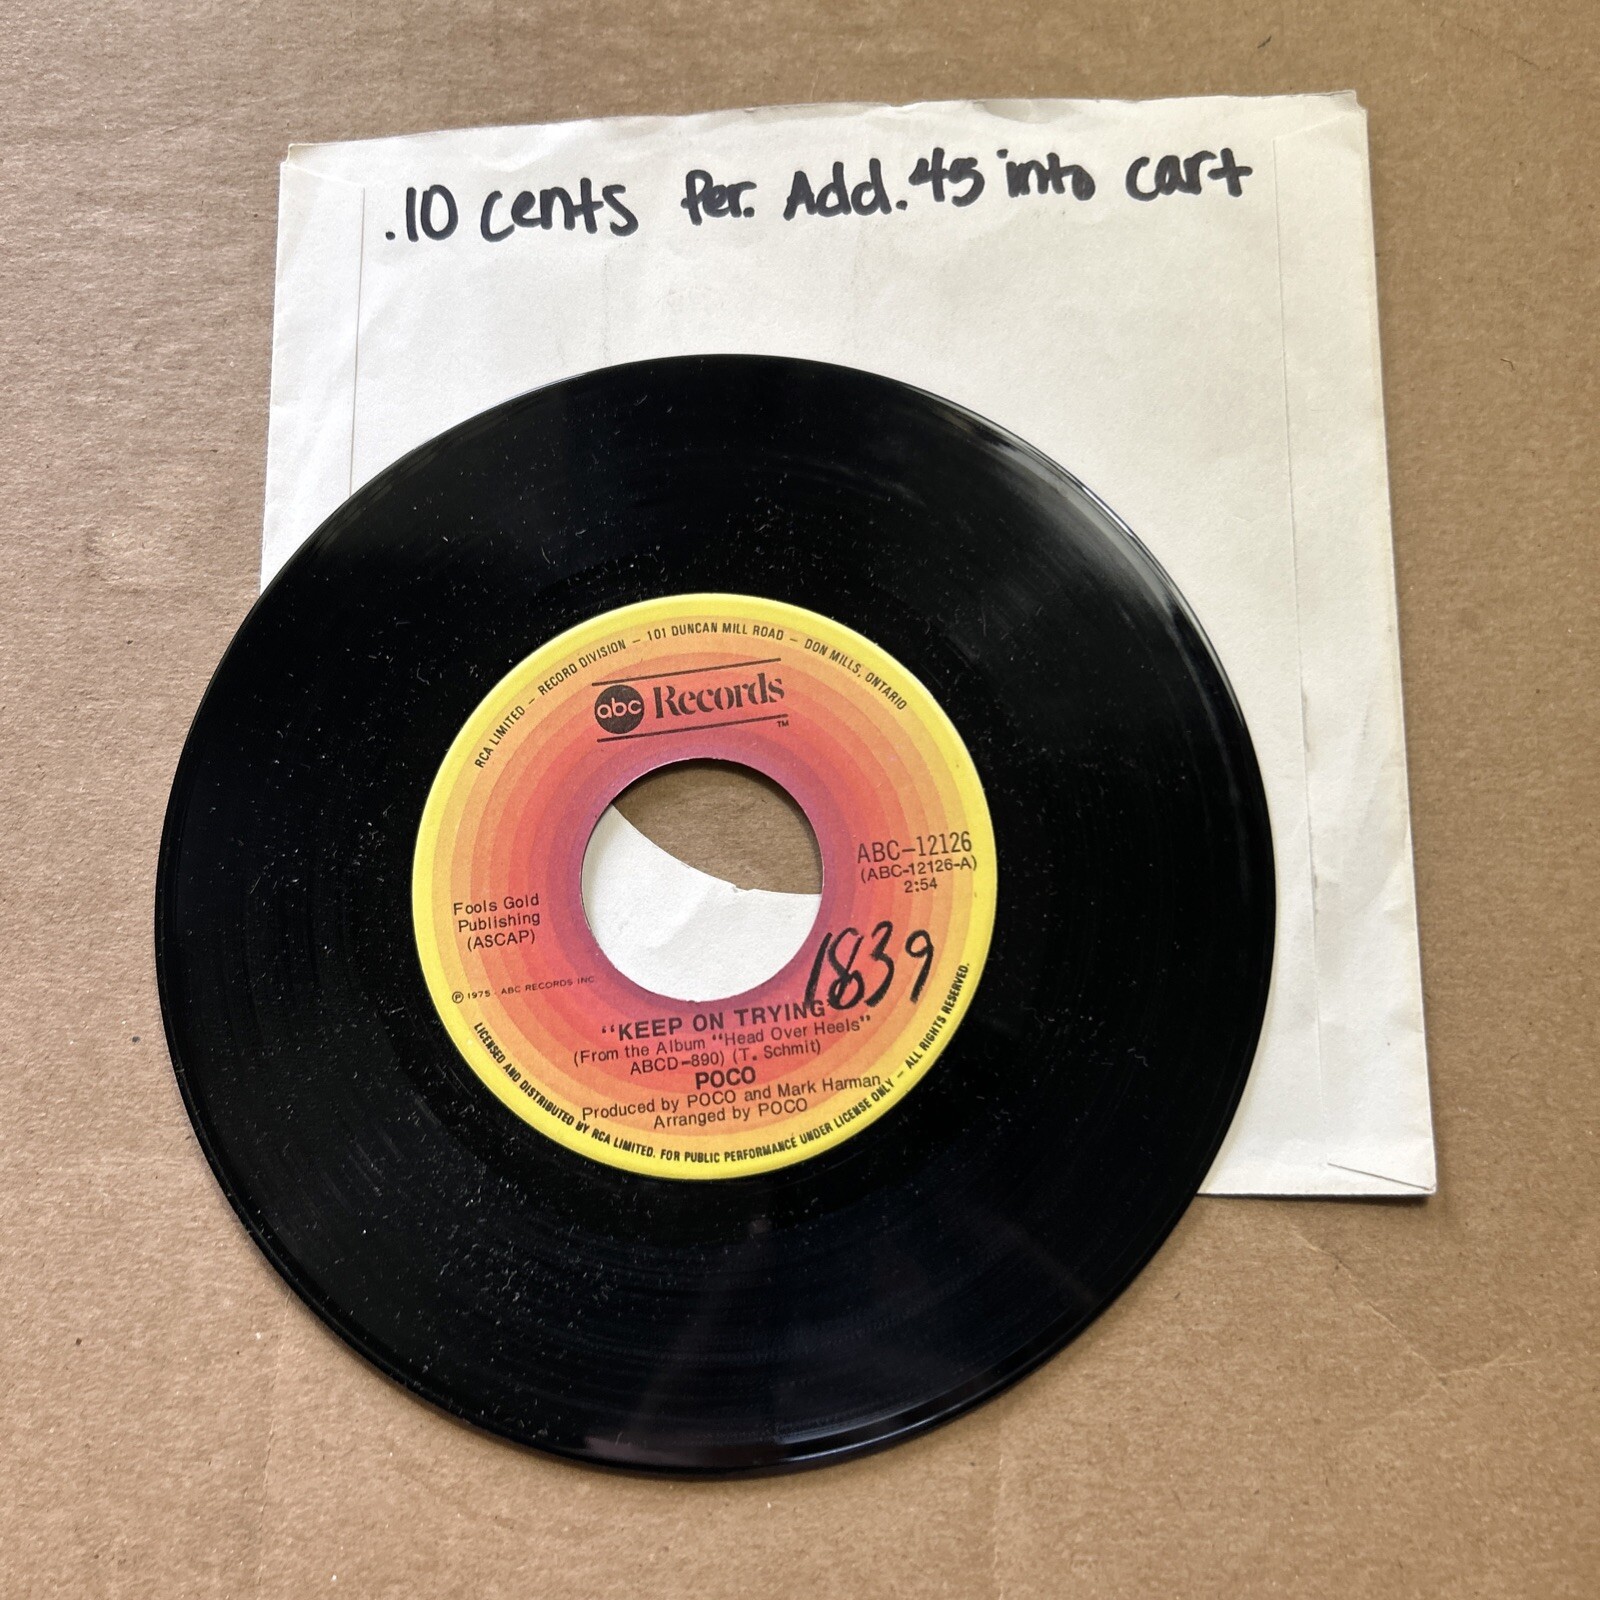 .10 cents Per. Add. 45 into cart
RCA LIMITED – RECORD DIVISION – 101 DUNCAN MILL ROAD – DON MILLS, ONTARIO
abc Records
TM
ABC-12126
(ABC-12126-A)
2:54
Fools Gold
Publishing
(ASCAP)
1839
Ⓟ 1975 - ABC RECORDS INC.
"KEEP ON TRYING"
(From the Album "Head Over Heels"
ABCD-890) (T. Schmit)
POCO
Produced by POCO and Mark Harman
Arranged by POCO
LICENSED AND DISTRIBUTED BY RCA LIMITED. FOR PUBLIC PERFORMANCE UNDER LICENSE ONLY – ALL RIGHTS RESERVED.